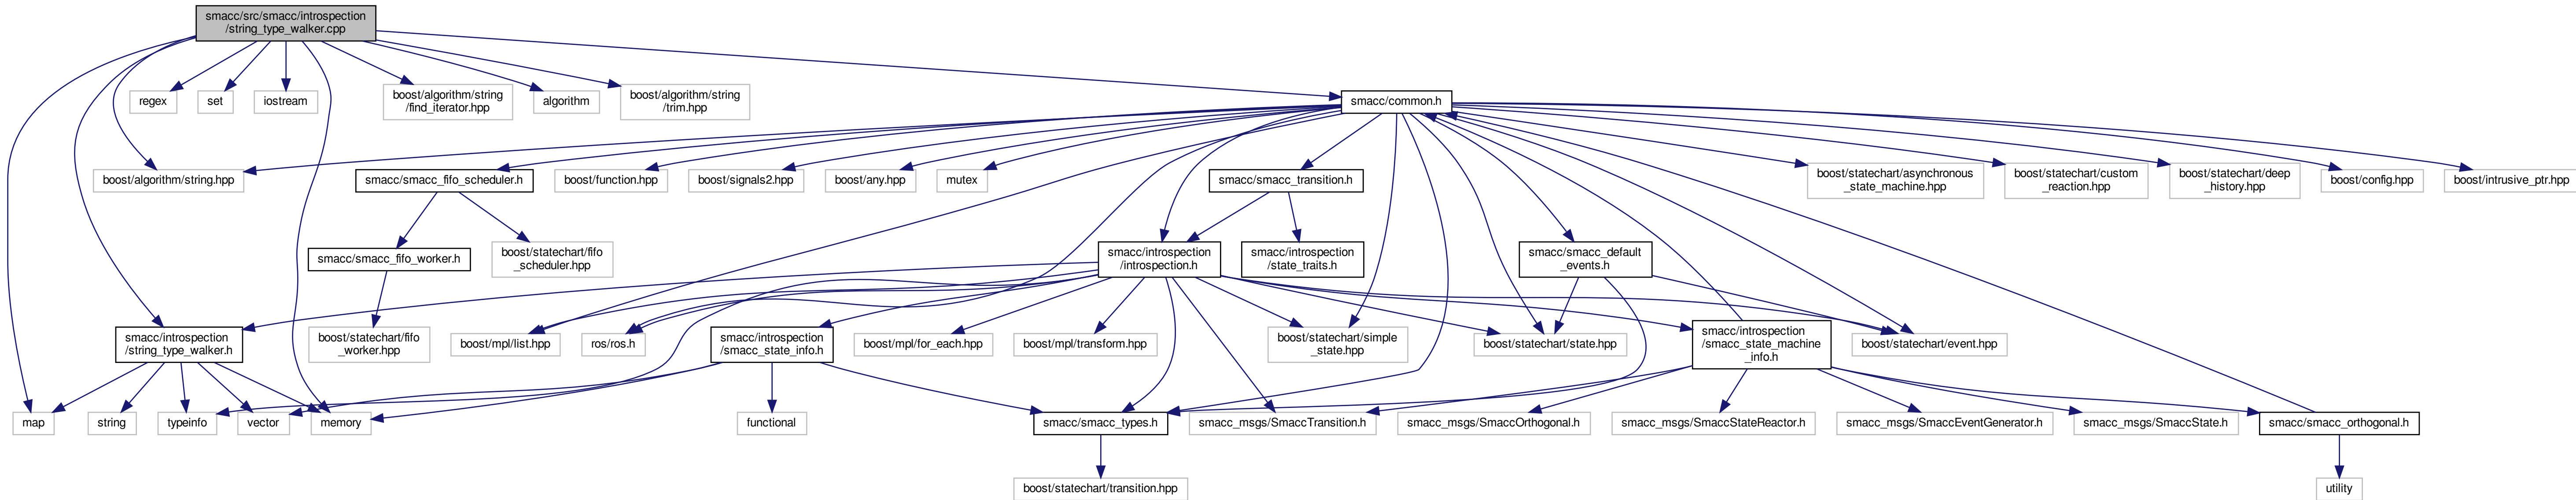 smacc/src/smacc/introspection
/string_type_walker.cpp
regex
set
iostream
boost/algorithm/string
/find_iterator.hpp
algorithm
boost/algorithm/string
/trim.hpp
smacc/common.h
boost/algorithm/string.hpp
smacc/smacc_fifo_scheduler.h
boost/function.hpp
boost/signals2.hpp
boost/any.hpp
mutex
smacc/smacc_transition.h
boost/statechart/asynchronous
_state_machine.hpp
boost/statechart/custom
_reaction.hpp
boost/statechart/deep
_history.hpp
boost/config.hpp
boost/intrusive_ptr.hpp
smacc/smacc_fifo_worker.h
boost/statechart/fifo
_scheduler.hpp
smacc/introspection
/introspection.h
smacc/introspection
/state_traits.h
smacc/smacc_default
_events.h
smacc/introspection
/string_type_walker.h
boost/statechart/fifo
_worker.hpp
boost/mpl/list.hpp
ros/ros.h
smacc/introspection
/smacc_state_info.h
boost/mpl/for_each.hpp
boost/mpl/transform.hpp
boost/statechart/simple
_state.hpp
boost/statechart/state.hpp
smacc/introspection
/smacc_state_machine
_info.h
boost/statechart/event.hpp
map
string
typeinfo
vector
memory
functional
smacc/smacc_types.h
smacc_msgs/SmaccTransition.h
smacc_msgs/SmaccOrthogonal.h
smacc_msgs/SmaccStateReactor.h
smacc_msgs/SmaccEventGenerator.h
smacc_msgs/SmaccState.h
smacc/smacc_orthogonal.h
boost/statechart/transition.hpp
utility